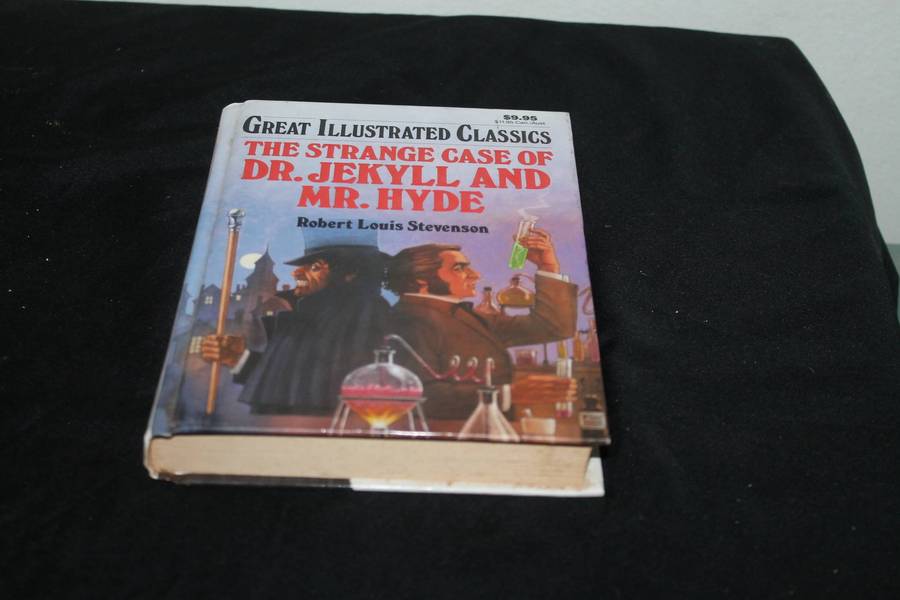 $9.95
GREAT ILLUSTRATED CLASSICS
THE STRANGE CASE OF
DR. JEKYLL AND
MR. HYDE
Robert Louis Stevenson